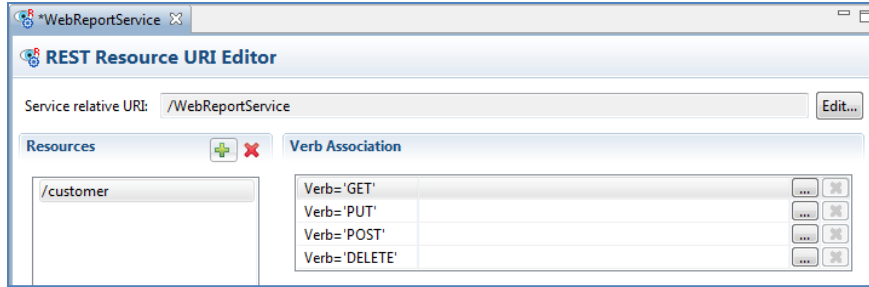 *WebReportService
REST Resource URI Editor
Service relative URI: /WebReportService Edit...
Resources
/customer
Verb Association
Verb='GET' ...
Verb='PUT' ...
Verb='POST' ...
Verb='DELETE' ...